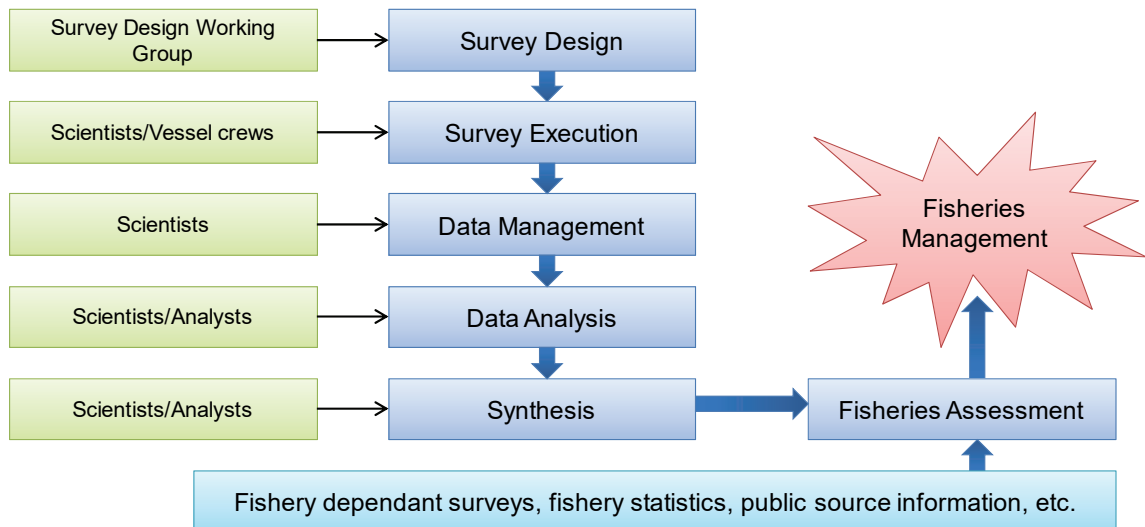 Survey Design Working
Group
Survey Design
Scientists/Vessel crews
Survey Execution
Scientists
Data Management
Fisheries
Management
Scientists/Analysts
Data Analysis
Scientists/Analysts
Synthesis
Fisheries Assessment
Fishery dependant surveys, fishery statistics, public source information, etc.